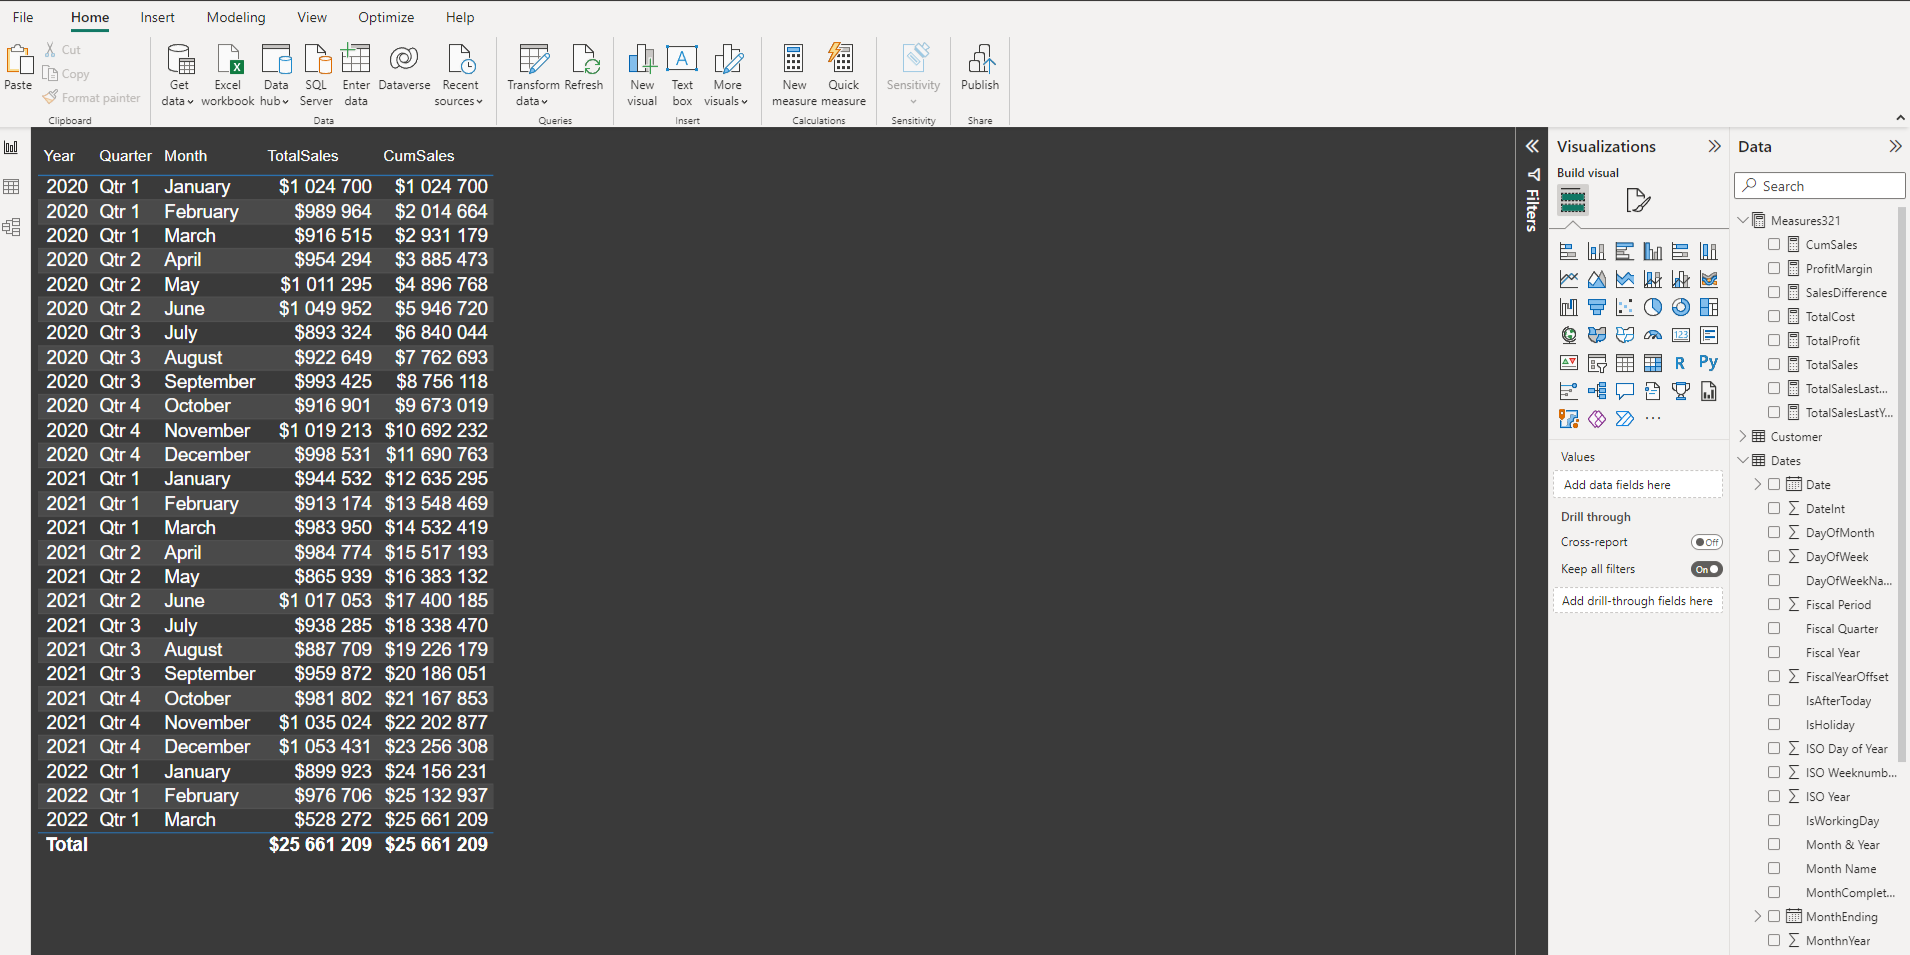 File Home Insert Modeling View Optimize Help
Paste
Cut
Copy
Format painter
Clipboard
Get data
Excel workbook
Data hub
SQL Server
Enter data
Dataverse
Recent sources
Data
Transform data
Refresh
Queries
New visual
Text box
More visuals
Insert
New measure
Quick measure
Calculations
Sensitivity
Sensitivity
Publish
Share
Year Quarter Month TotalSales CumSales
2020 Qtr 1 January $1 024 700 $1 024 700
2020 Qtr 1 February $989 964 $2 014 664
2020 Qtr 1 March $916 515 $2 931 179
2020 Qtr 2 April $954 294 $3 885 473
2020 Qtr 2 May $1 011 295 $4 896 768
2020 Qtr 2 June $1 049 952 $5 946 720
2020 Qtr 3 July $893 324 $6 840 044
2020 Qtr 3 August $922 649 $7 762 693
2020 Qtr 3 September $993 425 $8 756 118
2020 Qtr 4 October $916 901 $9 673 019
2020 Qtr 4 November $1 019 213 $10 692 232
2020 Qtr 4 December $998 531 $11 690 763
2021 Qtr 1 January $944 532 $12 635 295
2021 Qtr 1 February $913 174 $13 548 469
2021 Qtr 1 March $983 950 $14 532 419
2021 Qtr 2 April $984 774 $15 517 193
2021 Qtr 2 May $865 939 $16 383 132
2021 Qtr 2 June $1 017 053 $17 400 185
2021 Qtr 3 July $938 285 $18 338 470
2021 Qtr 3 August $887 709 $19 226 179
2021 Qtr 3 September $959 872 $20 186 051
2021 Qtr 4 October $981 802 $21 167 853
2021 Qtr 4 November $1 035 024 $22 202 877
2021 Qtr 4 December $1 053 431 $23 256 308
2022 Qtr 1 January $899 923 $24 156 231
2022 Qtr 1 February $976 706 $25 132 937
2022 Qtr 1 March $528 272 $25 661 209
Total $25 661 209 $25 661 209
Filters
Visualizations
Build visual
123
R Py
Values
Add data fields here
Drill through
Cross-report Off
Keep all filters On
Add drill-through fields here
Data
Search
Measures321
CumSales
ProfitMargin
SalesDifference
TotalCost
TotalProfit
TotalSales
TotalSalesLast...
TotalSalesLastY...
Customer
Dates
Date
DateInt
DayOfMonth
DayOfWeek
DayOfWeekNa...
Fiscal Period
Fiscal Quarter
Fiscal Year
FiscalYearOffset
IsAfterToday
IsHoliday
ISO Day of Year
ISO Weeknumb...
ISO Year
IsWorkingDay
Month & Year
Month Name
MonthComplet...
MonthEnding
MonthnYear